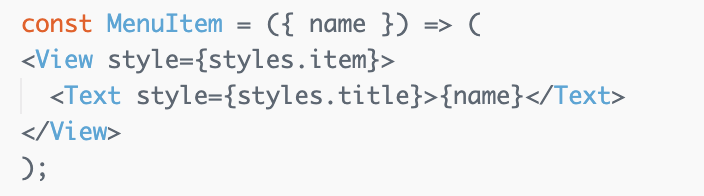 const MenuItem = ({ name }) => (
<View style={styles.item}>
  <Text style={styles.title}>{name}</Text>
</View>
);